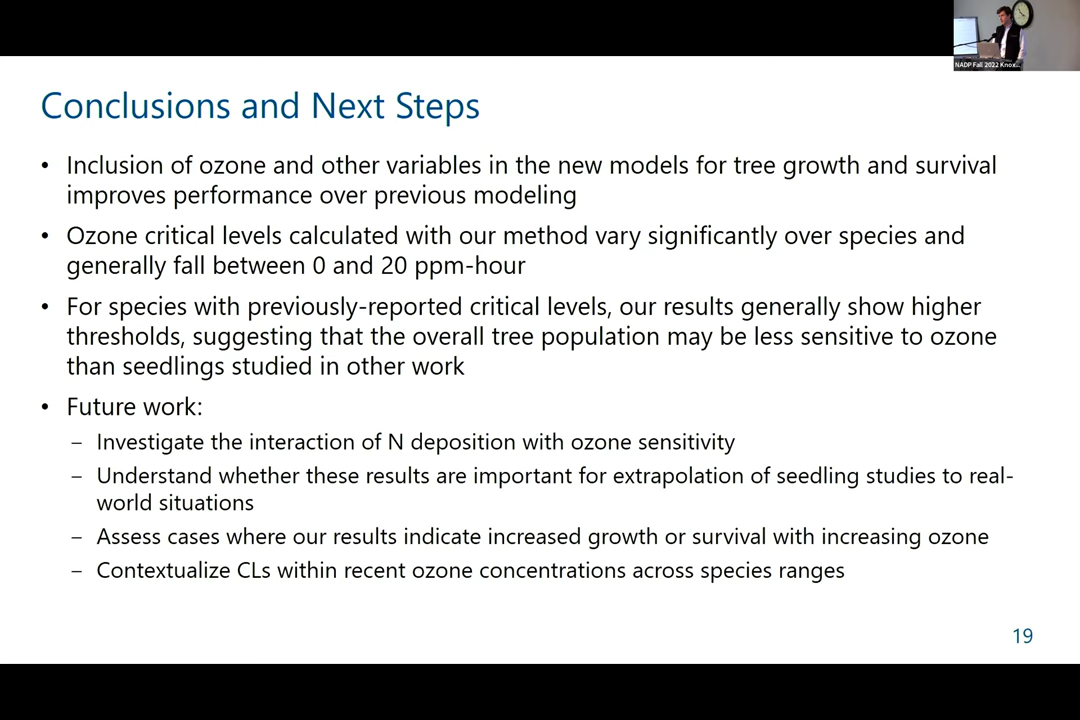 NADP Fall 2022 Knox...
Conclusions and Next Steps
• Inclusion of ozone and other variables in the new models for tree growth and survival
improves performance over previous modeling
• Ozone critical levels calculated with our method vary significantly over species and
generally fall between 0 and 20 ppm-hour
• For species with previously-reported critical levels, our results generally show higher
thresholds, suggesting that the overall tree population may be less sensitive to ozone
than seedlings studied in other work
• Future work:
– Investigate the interaction of N deposition with ozone sensitivity
– Understand whether these results are important for extrapolation of seedling studies to real-
world situations
– Assess cases where our results indicate increased growth or survival with increasing ozone
– Contextualize CLs within recent ozone concentrations across species ranges
19